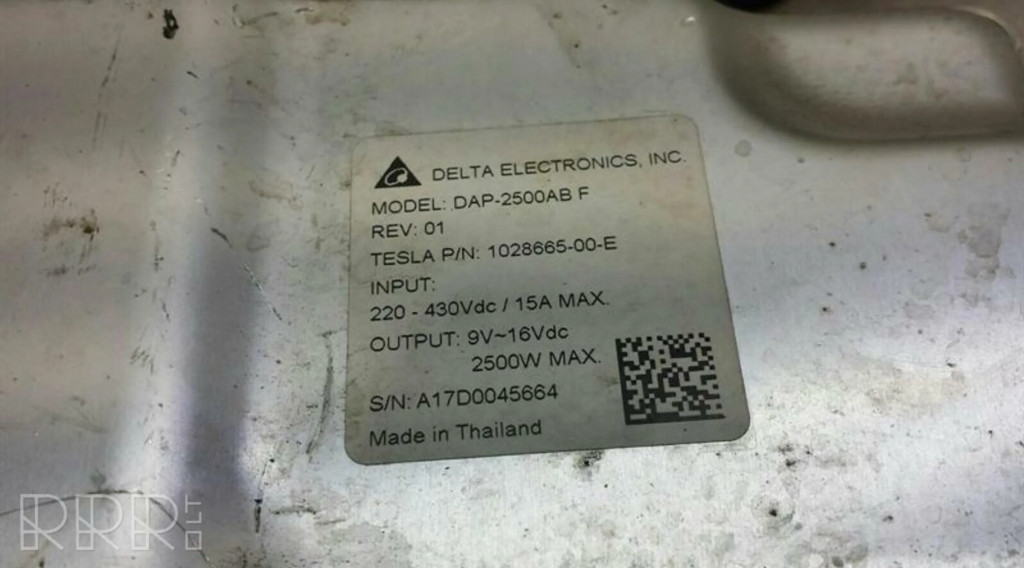 DELTA ELECTRONICS, INC.
MODEL: DAP-2500AB F
REV: 01
TESLA P/N: 1028665-00-E
INPUT:
220 - 430Vdc / 15A MAX.
OUTPUT: 9V~16Vdc
2500W MAX.
S/N: A17D0045664
Made in Thailand
RRR.LT